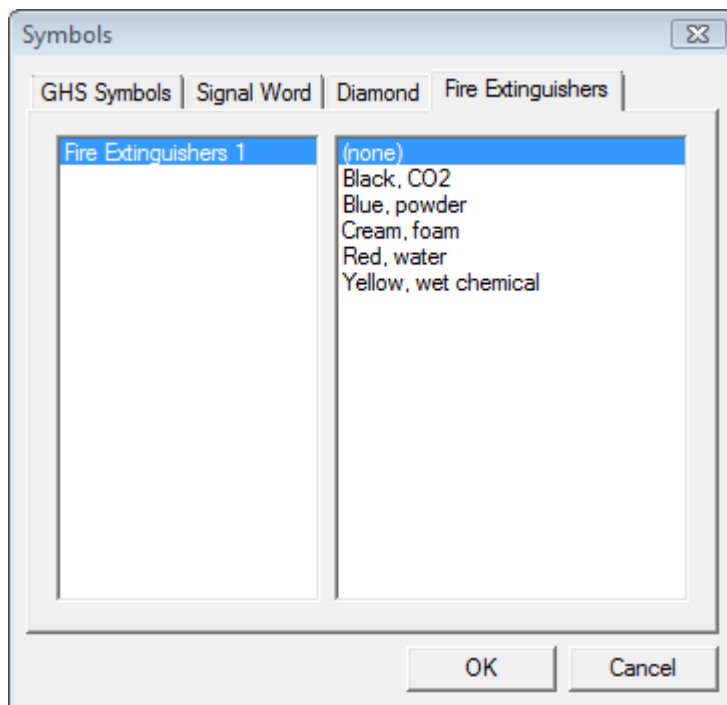 Symbols
GHS Symbols Signal Word Diamond Fire Extinguishers
Fire Extinguishers 1
(none)
Black, CO2
Blue, powder
Cream, foam
Red, water
Yellow, wet chemical
OK Cancel